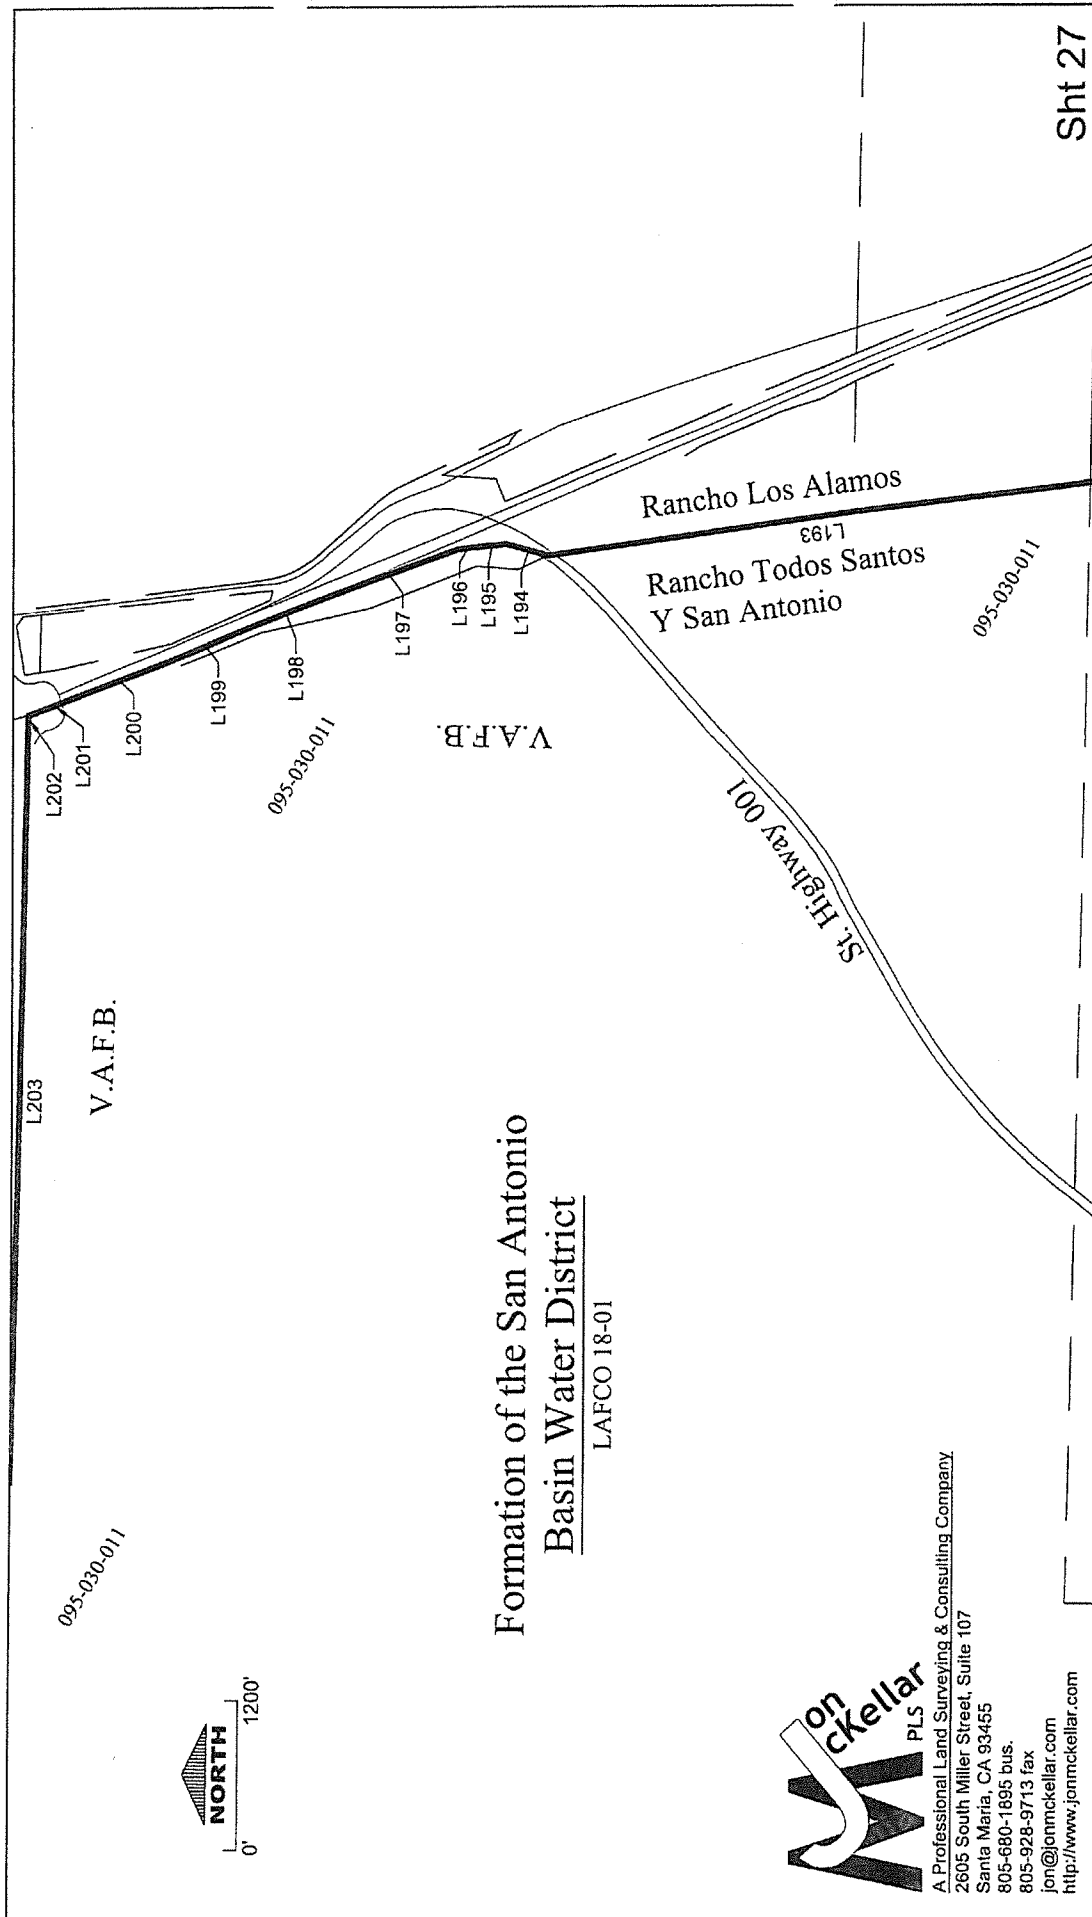 L203
V.A.F.B.
095-030-011
L202
L201
L200
L199
L198
L197
L196
L195
L194
095-030-011
V.A.F.B.
Rancho Los Alamos
L193
Rancho Todos Santos
Y San Antonio
095-030-011
St. Highway 001
NORTH
0' 1200'
Formation of the San Antonio
Basin Water District
LAFCO 18-01
on
cKellar
PLS
A Professional Land Surveying & Consulting Company
2605 South Miller Street, Suite 107
Santa Maria, CA 93455
805-680-1895 bus.
805-928-9713 fax
jon@jonmckellar.com
http://www.jonmckellar.com
Sht 27